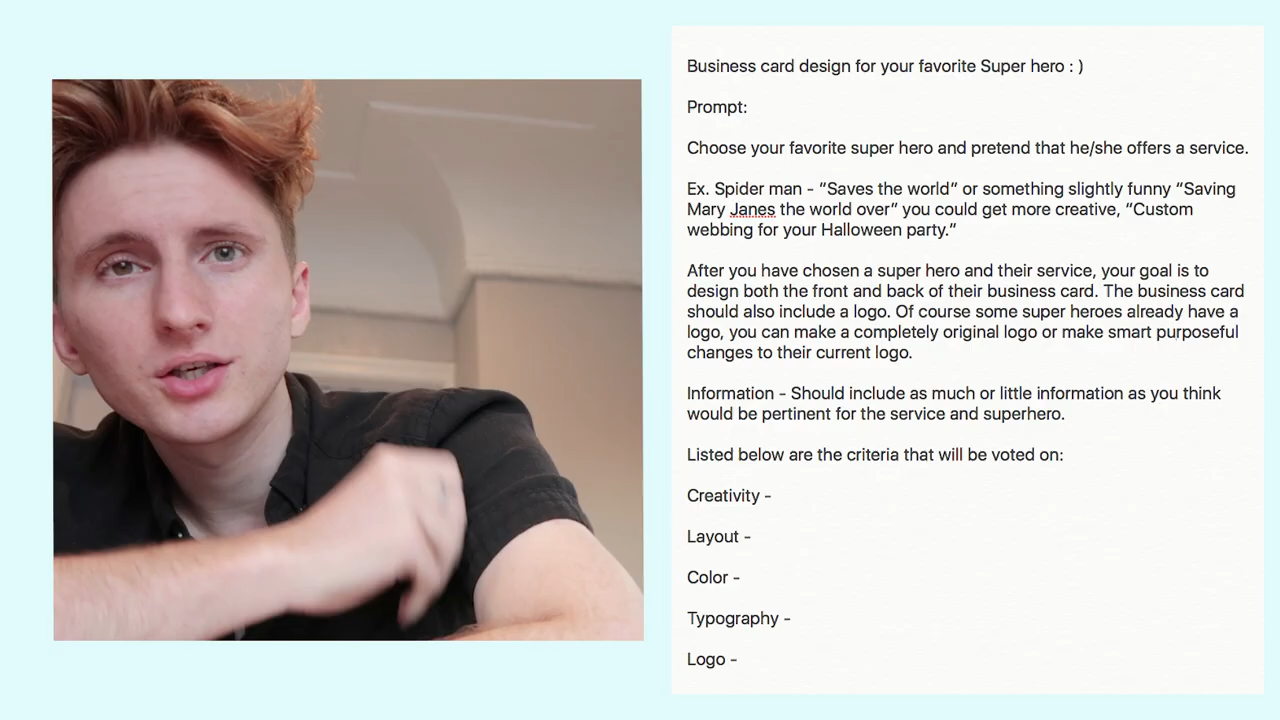 Business card design for your favorite Super hero : )
Prompt:
Choose your favorite super hero and pretend that he/she offers a service.
Ex. Spider man - “Saves the world” or something slightly funny “Saving
Mary Janes the world over” you could get more creative, “Custom
webbing for your Halloween party.”
After you have chosen a super hero and their service, your goal is to
design both the front and back of their business card. The business card
should also include a logo. Of course some super heroes already have a
logo, you can make a completely original logo or make smart purposeful
changes to their current logo.
Information - Should include as much or little information as you think
would be pertinent for the service and superhero.
Listed below are the criteria that will be voted on:
Creativity -
Layout -
Color -
Typography -
Logo -